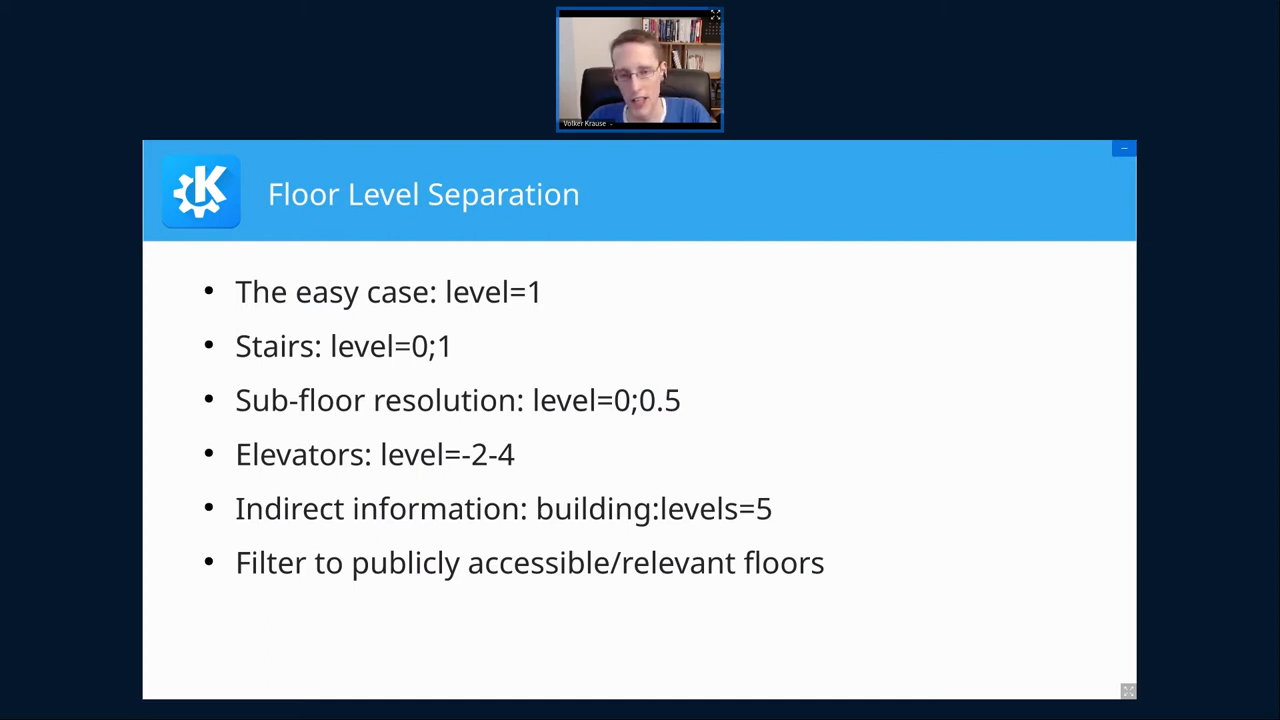 Volker Krause
Floor Level Separation
• The easy case: level=1
• Stairs: level=0;1
• Sub-floor resolution: level=0;0.5
• Elevators: level=-2-4
• Indirect information: building:levels=5
• Filter to publicly accessible/relevant floors